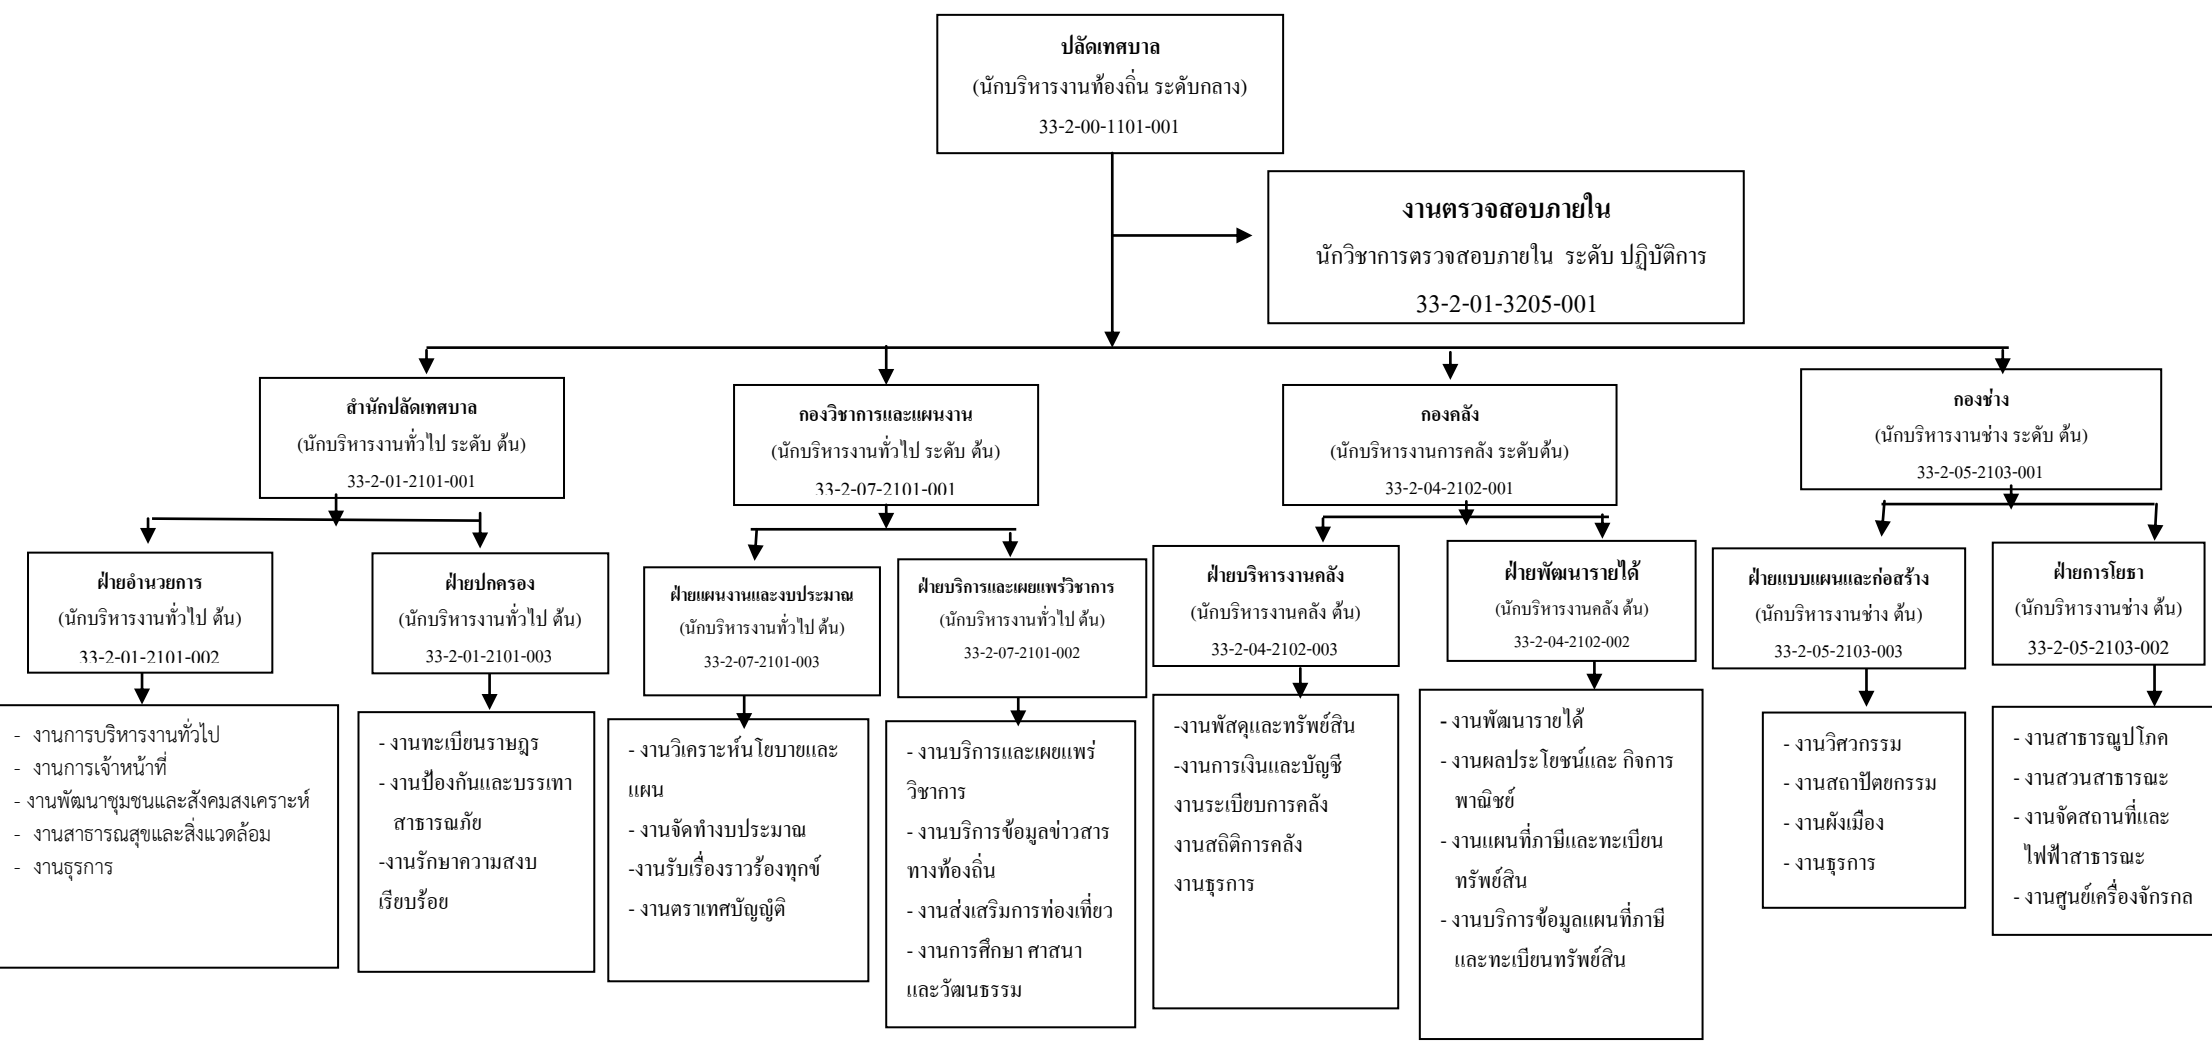 ปลัดเทศบาล
(นักบริหารงานท้องถิ่น ระดับกลาง)
33-2-00-1101-001
งานตรวจสอบภายใน
นักวิชาการตรวจสอบภายใน ระดับ ปฏิบัติการ
33-2-01-3205-001
สำนักปลัดเทศบาล
(นักบริหารงานทั่วไป ระดับ ต้น)
33-2-01-2101-001
กองวิชาการและแผนงาน
(นักบริหารงานทั่วไป ระดับ ต้น)
33-2-07-2101-001
กองคลัง
(นักบริหารงานการคลัง ระดับต้น)
33-2-04-2102-001
กองช่าง
(นักบริหารงานช่าง ระดับ ต้น)
33-2-05-2103-001
ฝ่ายอำนวยการ
(นักบริหารงานทั่วไป ต้น)
33-2-01-2101-002
ฝ่ายปกครอง
(นักบริหารงานทั่วไป ต้น)
33-2-01-2101-003
ฝ่ายแผนงานและงบประมาณ
(นักบริหารงานทั่วไป ต้น)
33-2-07-2101-003
ฝ่ายบริการและเผยแพร่วิชาการ
(นักบริหารงานทั่วไป ต้น)
33-2-07-2101-002
ฝ่ายบริหารงานคลัง
(นักบริหารงานคลัง ต้น)
33-2-04-2102-003
ฝ่ายพัฒนารายได้
(นักบริหารงานคลัง ต้น)
33-2-04-2102-002
ฝ่ายแบบแผนและก่อสร้าง
(นักบริหารงานช่าง ต้น)
33-2-05-2103-003
ฝ่ายการโยธา
(นักบริหารงานช่าง ต้น)
33-2-05-2103-002
- งานการบริหารงานทั่วไป
- งานการเจ้าหน้าที่
- งานพัฒนาชุมชนและสังคมสงเคราะห์
- งานสาธารณสุขและสิ่งแวดล้อม
- งานธุรการ
- งานทะเบียนราษฎร
- งานป้องกันและบรรเทา
สาธารณภัย
-งานรักษาความสงบ
เรียบร้อย
- งานวิเคราะห์นโยบายและ
แผน
- งานจัดทำงบประมาณ
-งานรับเรื่องราวร้องทุกข์
- งานตราเทศบัญญํติ
- งานบริการและเผยแพร่
วิชาการ
- งานบริการข้อมูลข่าวสาร
ทางท้องถิ่น
- งานส่งเสริมการท่องเที่ยว
- งานการศึกษา ศาสนา
และวัฒนธรรม
-งานพัสดุและทรัพย์สิน
-งานการเงินและบัญชี
งานระเบียบการคลัง
งานสถิติการคลัง
งานธุรการ
- งานพัฒนารายได้
- งานผลประโยชน์และ กิจการ
พาณิชย์
- งานแผนที่ภาษีและทะเบียน
ทรัพย์สิน
- งานบริการข้อมูลแผนที่ภาษี
และทะเบียนทรัพย์สิน
- งานวิศวกรรม
- งานสถาปัตยกรรม
- งานผังเมือง
- งานธุรการ
- งานสาธารณูปโภค
- งานสวนสาธารณะ
- งานจัดสถานที่และ
ไฟฟ้าสาธารณะ
- งานศูนย์เครื่องจักรกล